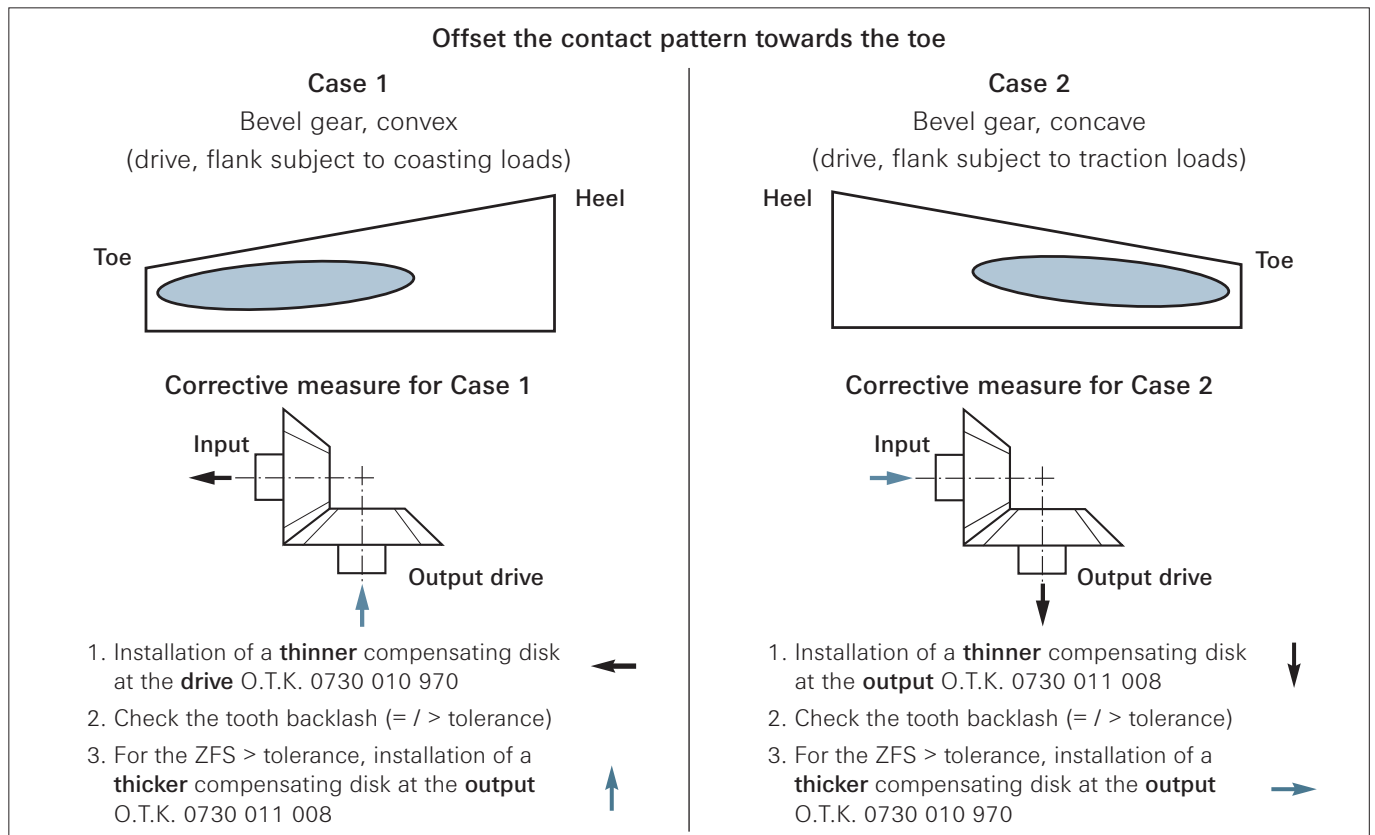 Offset the contact pattern towards the toe
Case 1
Bevel gear, convex
(drive, flank subject to coasting loads)
Heel
Toe
Corrective measure for Case 1
Input
Output drive
1. Installation of a thinner compensating disk
at the drive O.T.K. 0730 010 970
2. Check the tooth backlash (= / > tolerance)
3. For the ZFS > tolerance, installation of a
thicker compensating disk at the output
O.T.K. 0730 011 008
Case 2
Bevel gear, concave
(drive, flank subject to traction loads)
Heel
Toe
Corrective measure for Case 2
Input
Output drive
1. Installation of a thinner compensating disk
at the output O.T.K. 0730 011 008
2. Check the tooth backlash (= / > tolerance)
3. For the ZFS > tolerance, installation of a
thicker compensating disk at the output
O.T.K. 0730 010 970